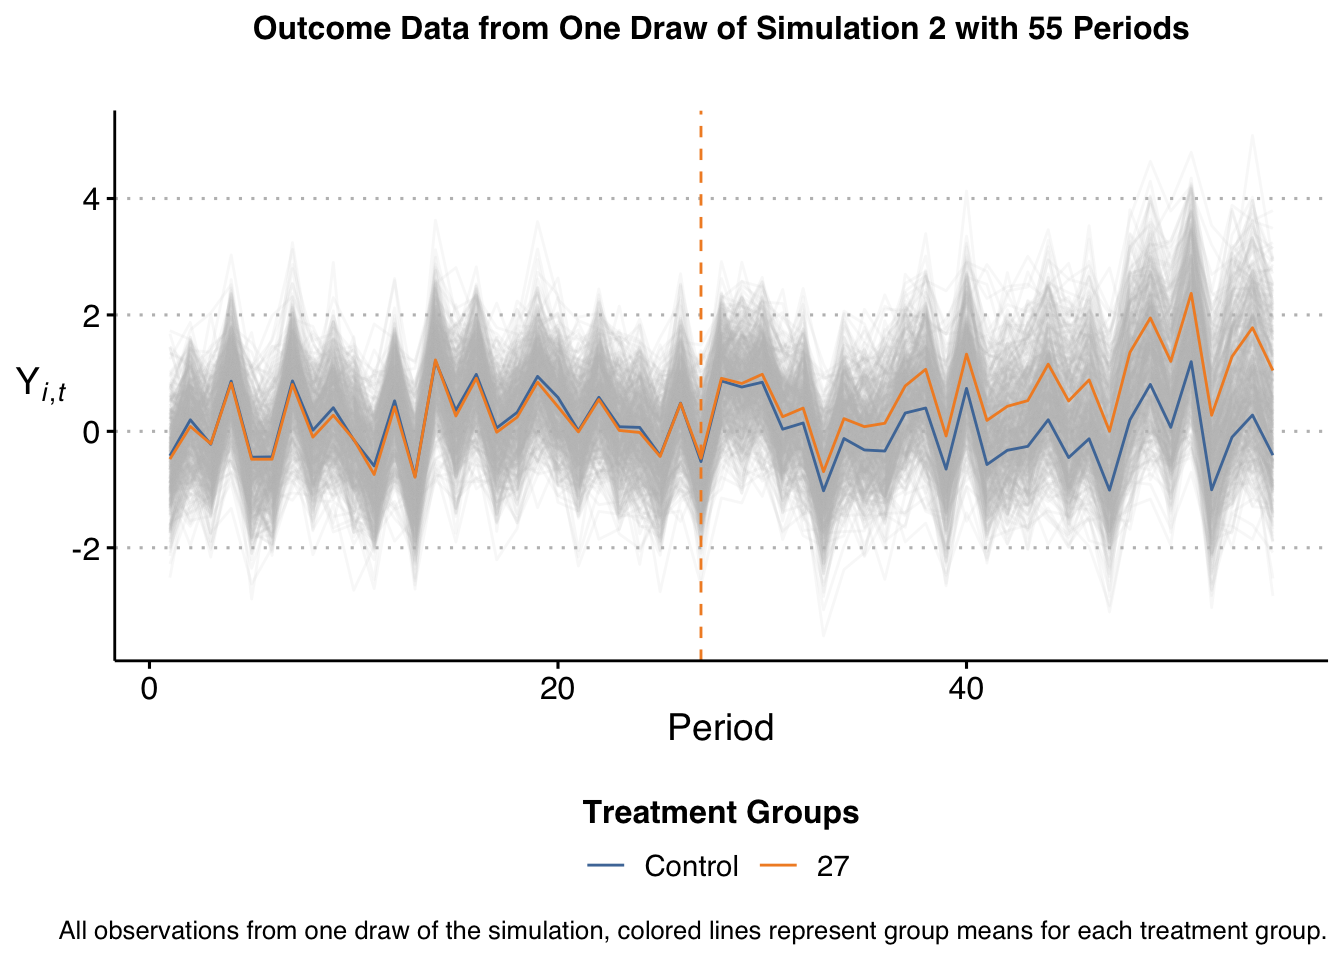 Outcome Data from One Draw of Simulation 2 with 55 Periods
4
2
0
-2
Y i,t
0 20 40
Period
Treatment Groups
Control 27
All observations from one draw of the simulation, colored lines represent group means for each treatment group.